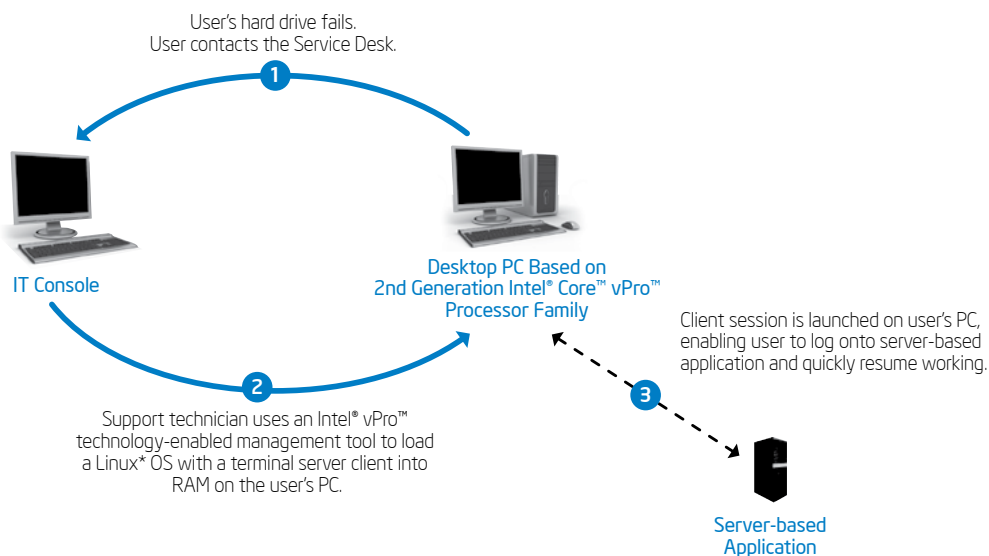 User's hard drive fails.
User contacts the Service Desk.
1
IT Console
Desktop PC Based on
2nd Generation Intel® Core™ vPro™
Processor Family
Client session is launched on user's PC,
enabling user to log onto server-based
application and quickly resume working.
2
3
Support technician uses an Intel® vPro™
technology-enabled management tool to load
a Linux* OS with a terminal server client into
RAM on the user's PC.
Server-based
Application